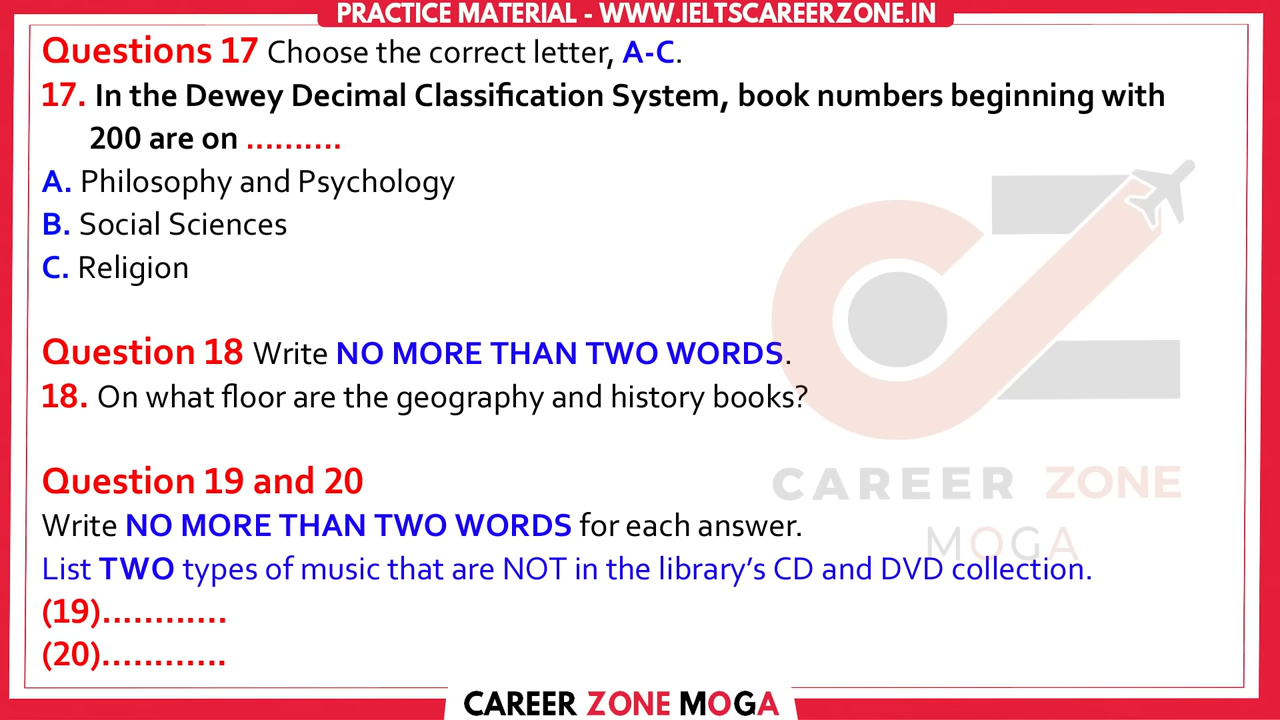 PRACTICE MATERIAL - WWW.IELTSCAREERZONE.IN
Questions 17 Choose the correct letter, A-C.
17. In the Dewey Decimal Classification System, book numbers beginning with
200 are on ..........
A. Philosophy and Psychology
B. Social Sciences
C. Religion
Question 18 Write NO MORE THAN TWO WORDS.
18. On what floor are the geography and history books?
CAREER ZONE
MOGA
Question 19 and 20
Write NO MORE THAN TWO WORDS for each answer.
List TWO types of music that are NOT in the library’s CD and DVD collection.
(19)............
(20)............
CAREER ZONE MOGA